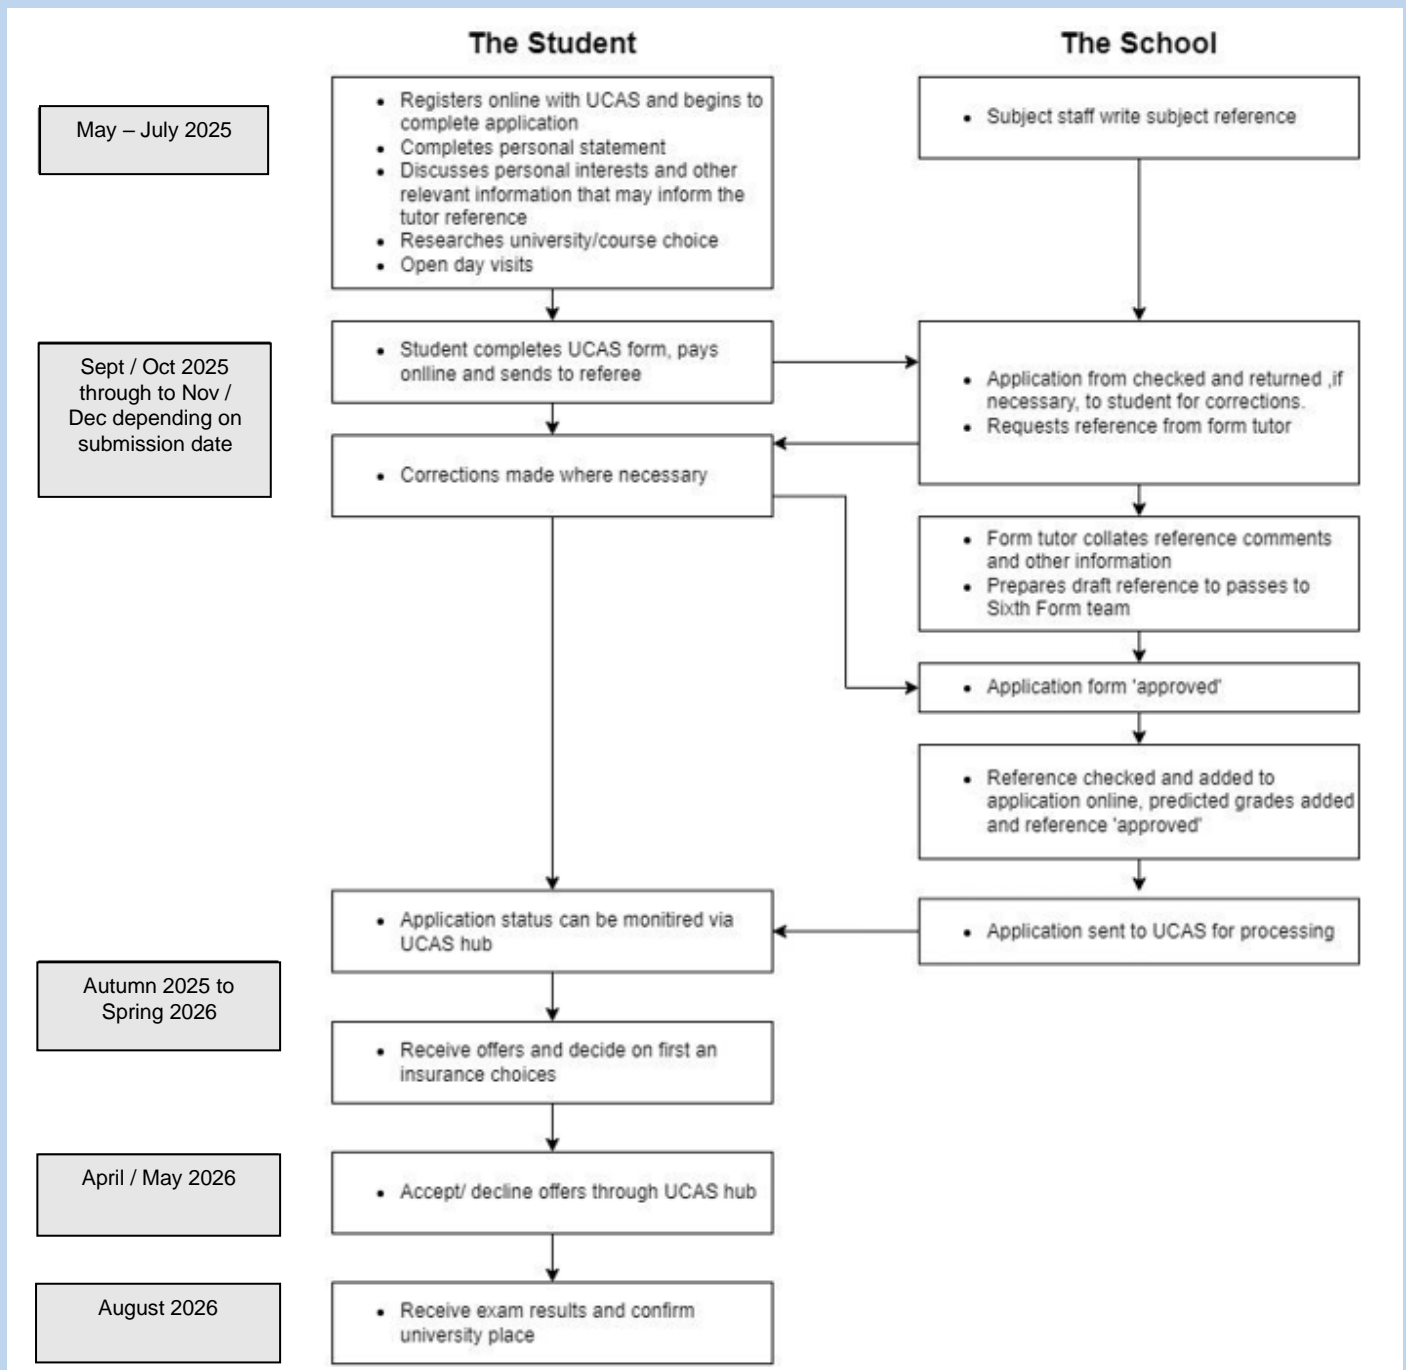 The Student
The School
May – July 2025
• Registers online with UCAS and begins to
complete application
• Completes personal statement
• Discusses personal interests and other
relevant information that may inform the
tutor reference
• Researches university/course choice
• Open day visits
• Subject staff write subject reference
Sept / Oct 2025
through to Nov /
Dec depending on
submission date
• Student completes UCAS form, pays
onlline and sends to referee
• Application from checked and returned ,if
necessary, to student for corrections.
• Requests reference from form tutor
• Corrections made where necessary
• Form tutor collates reference comments
and other information
• Prepares draft reference to passes to
Sixth Form team
• Application form 'approved'
• Reference checked and added to
application online, predicted grades added
and reference 'approved'
• Application status can be monitired via
UCAS hub
• Application sent to UCAS for processing
Autumn 2025 to
Spring 2026
• Receive offers and decide on first an
insurance choices
April / May 2026
• Accept/ decline offers through UCAS hub
August 2026
• Receive exam results and confirm
university place